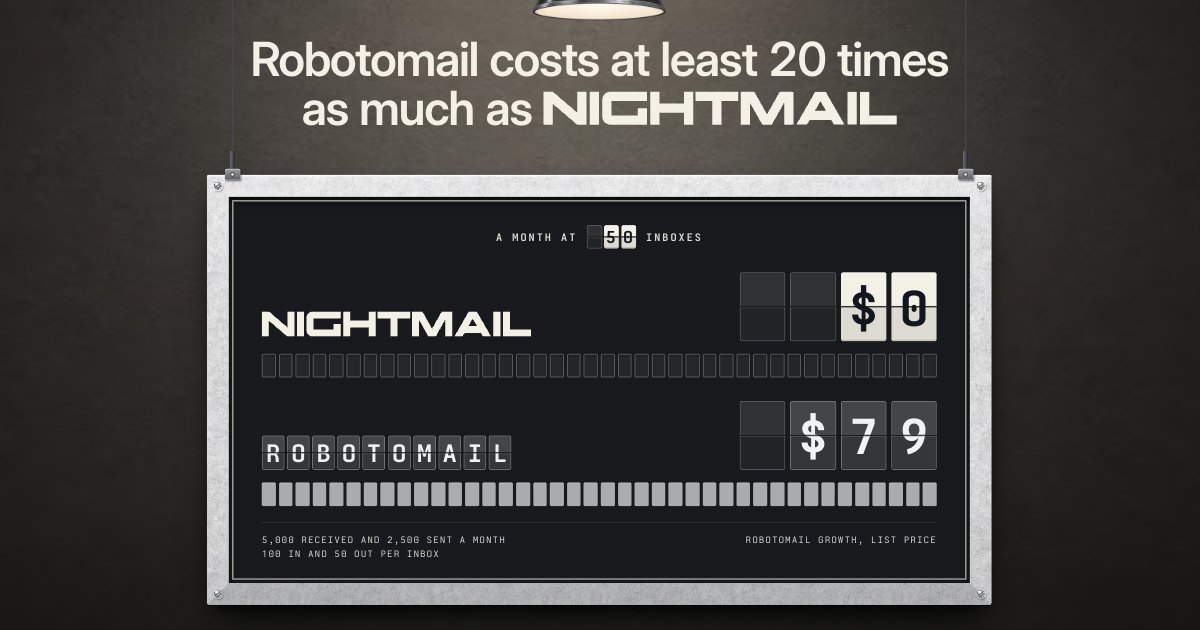 Robotomail costs at least 20 times
as much as NIGHTMAIL
A MONTH AT 50 INBOXES
NIGHTMAIL $0
ROBOTOMAIL $79
5,000 RECEIVED AND 2,500 SENT A MONTH
100 IN AND 50 OUT PER INBOX
ROBOTOMAIL GROWTH, LIST PRICE